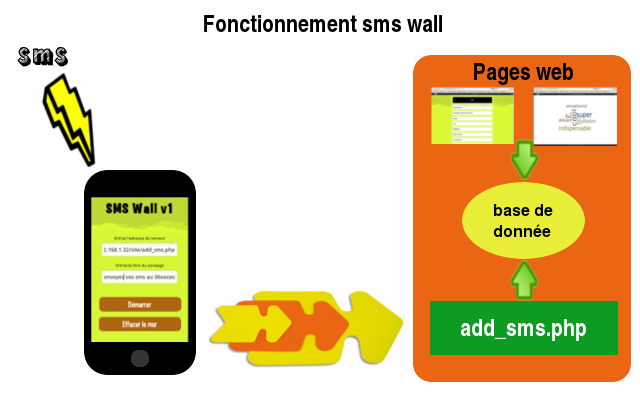 Fonctionnement sms wall
sms
Pages web
exceptionnel
super
indispensable
base de
donnée
SMS Wall v1
Entrez l'adresse du serveur
2.168.1.32/site/add_sms.php
Entrez le titre du sondage
envoyez vos sms au 06xxxxx
Démarrer
Effacer le mur
add_sms.php